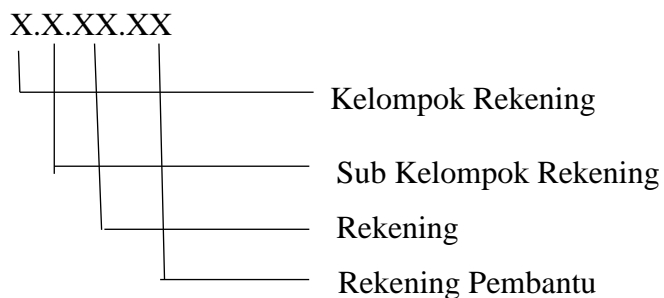 X.X.XX.XX
Kelompok Rekening
Sub Kelompok Rekening
Rekening
Rekening Pembantu